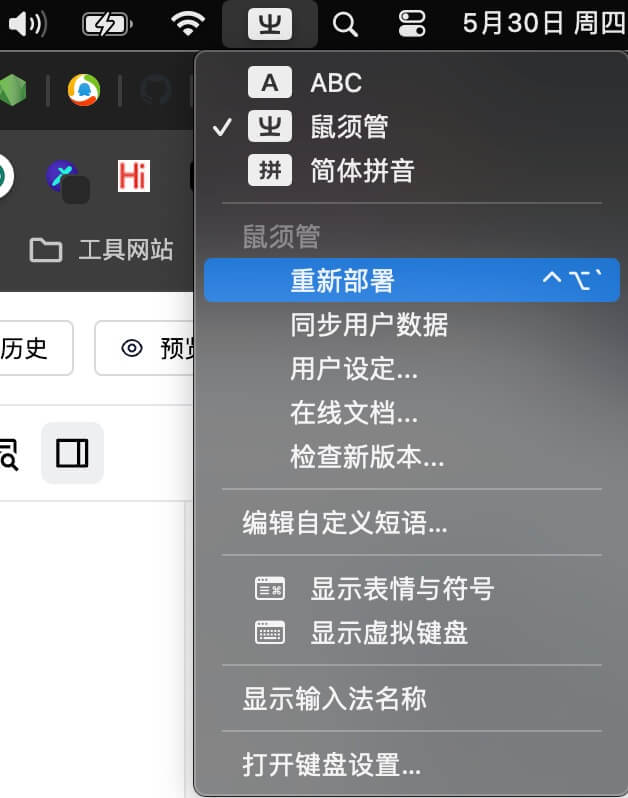 㞢
5月30日 周四
A ABC
✓ 㞢 鼠须管
拼 简体拼音
Hi
工具网站
鼠须管
重新部署 ^⌥`
历史
预览
同步用户数据
用户设定...
在线文档...
检查新版本...
编辑自定义短语...
显示表情与符号
显示虚拟键盘
显示输入法名称
打开键盘设置...